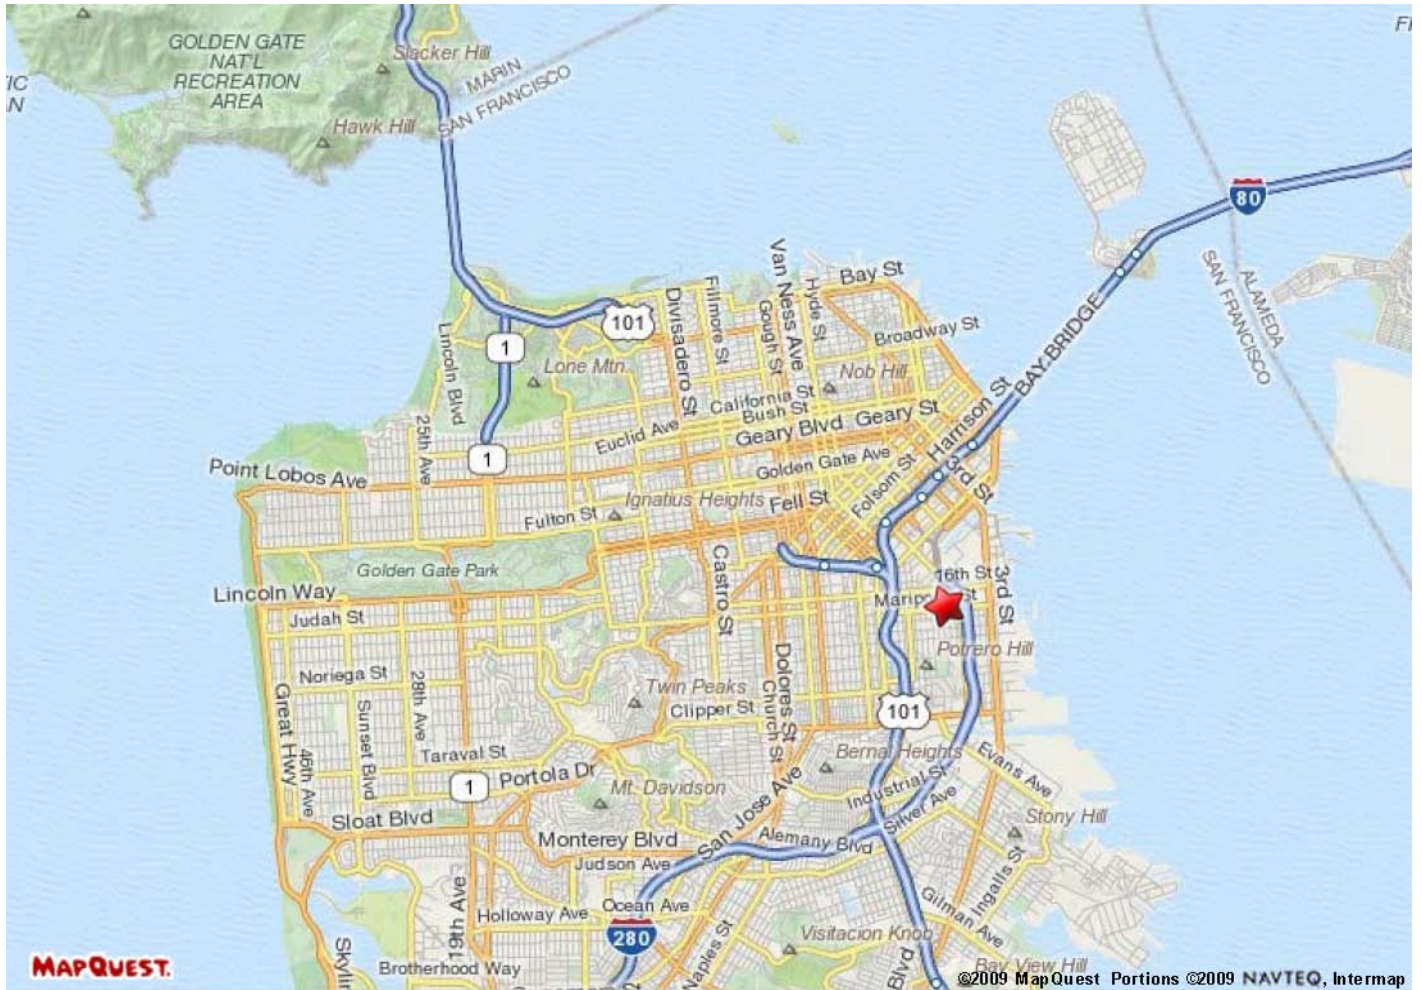 GOLDEN GATE
NAT'L
RECREATION
AREA
Slacker Hill
MARIN
SAN FRANCISCO
Hawk Hill
80
SAN FRANCISCO
ALAMEDA
BAY BRIDGE
Bay St
Van Ness Ave
Hyde St
Gough St
Fillmore St
Divisadero St
101
1
Lincoln Blvd
Broadway St
Lone Mtn
Nob Hill
California St
Bush St
Geary Blvd
Geary St
Harrison St
25th Ave
Euclid Ave
1
Golden Gate Ave
Point Lobos Ave
Folsom St
3rd St
Ignatius Heights
Fell St
Fulton St
Golden Gate Park
Castro St
16th St
3rd St
Lincoln Way
Judah St
Potrero Hill
Dolores St
Church St
Noriega St
28th Ave
Twin Peaks
Clipper St
101
Great Hwy
Sunset Blvd
46th Ave
Taraval St
Bernal Heights
Evans Ave
1
Portola Dr
Mt. Davidson
San Jose Ave
Industrial St
Silver Ave
Stony Hill
Sloat Blvd
Monterey Blvd
Alemany Blvd
Judson Ave
Ingalls St
19th Ave
Holloway Ave
Ocean Ave
Gilman Ave
280
Naples St
Visitacion Knob
Blvd
Brotherhood Way
Bay View Hill
MAPQUEST.
©2009 MapQuest Portions ©2009 NAVTEQ, Intermap